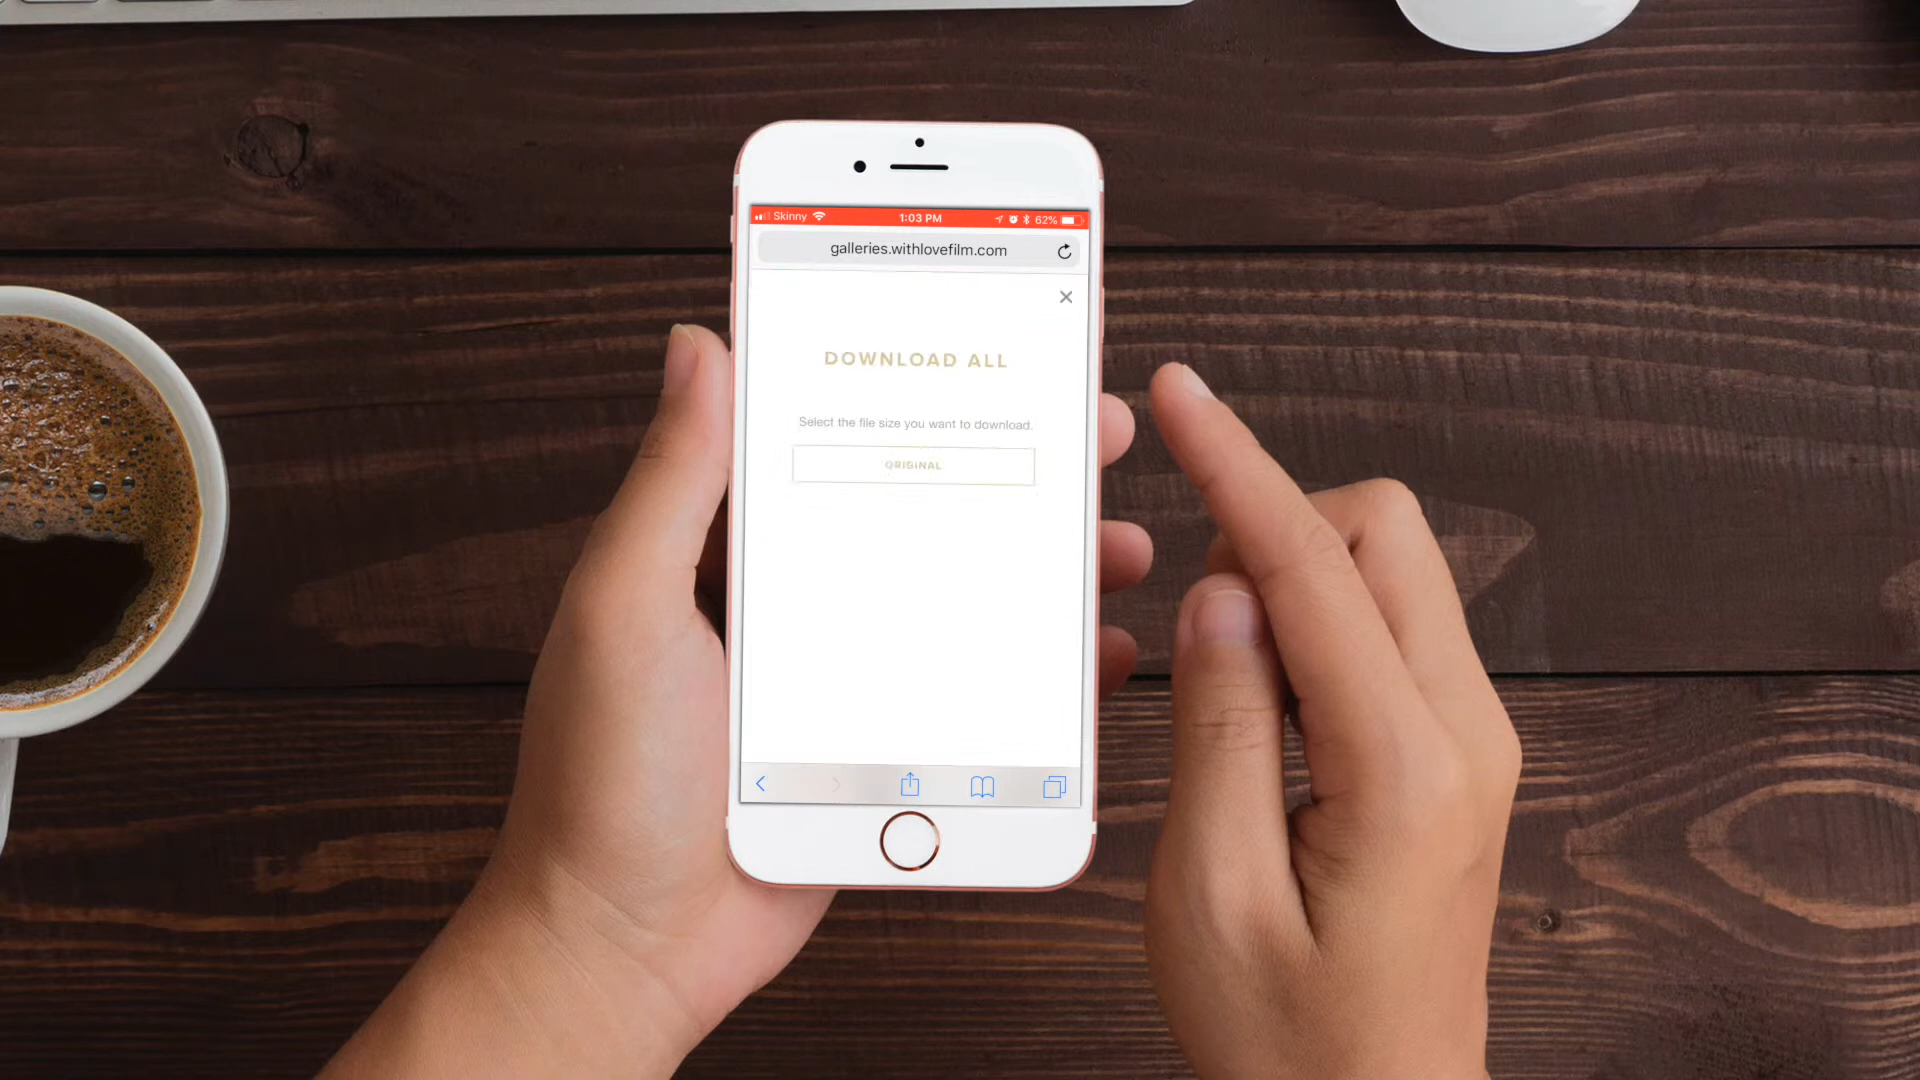 Skinny 1:03 PM 62%
galleries.withlovefilm.com
DOWNLOAD ALL
Select the file size you want to download.
ORIGINAL